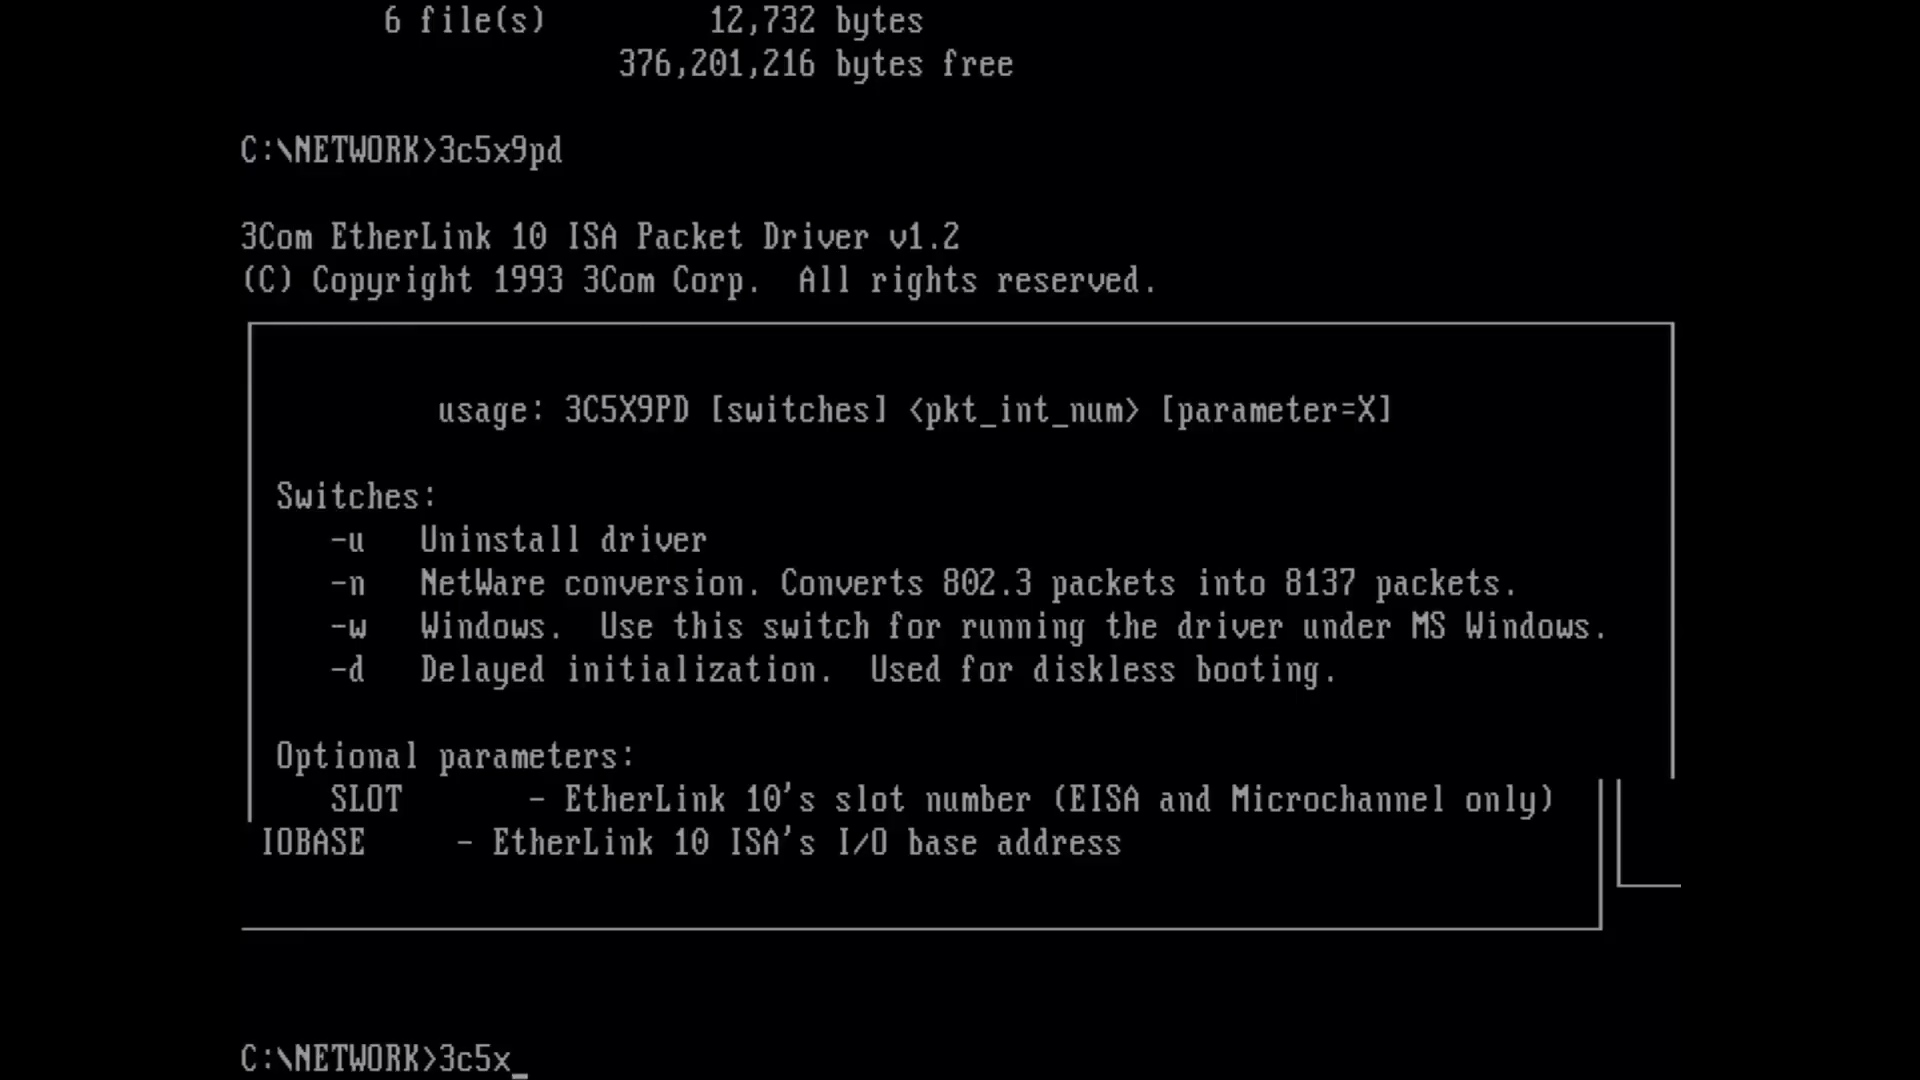 6 file(s) 12,732 bytes
376,201,216 bytes free
C:\NETWORK>3c5x9pd
3Com EtherLink 10 ISA Packet Driver v1.2
(C) Copyright 1993 3Com Corp. All rights reserved.
usage: 3C5X9PD [switches] <pkt_int_num> [parameter=X]
Switches:
-u Uninstall driver
-n NetWare conversion. Converts 802.3 packets into 8137 packets.
-w Windows. Use this switch for running the driver under MS Windows.
-d Delayed initialization. Used for diskless booting.
Optional parameters:
SLOT - EtherLink 10's slot number (EISA and Microchannel only)
IOBASE - EtherLink 10 ISA's I/O base address
C:\NETWORK>3c5x_